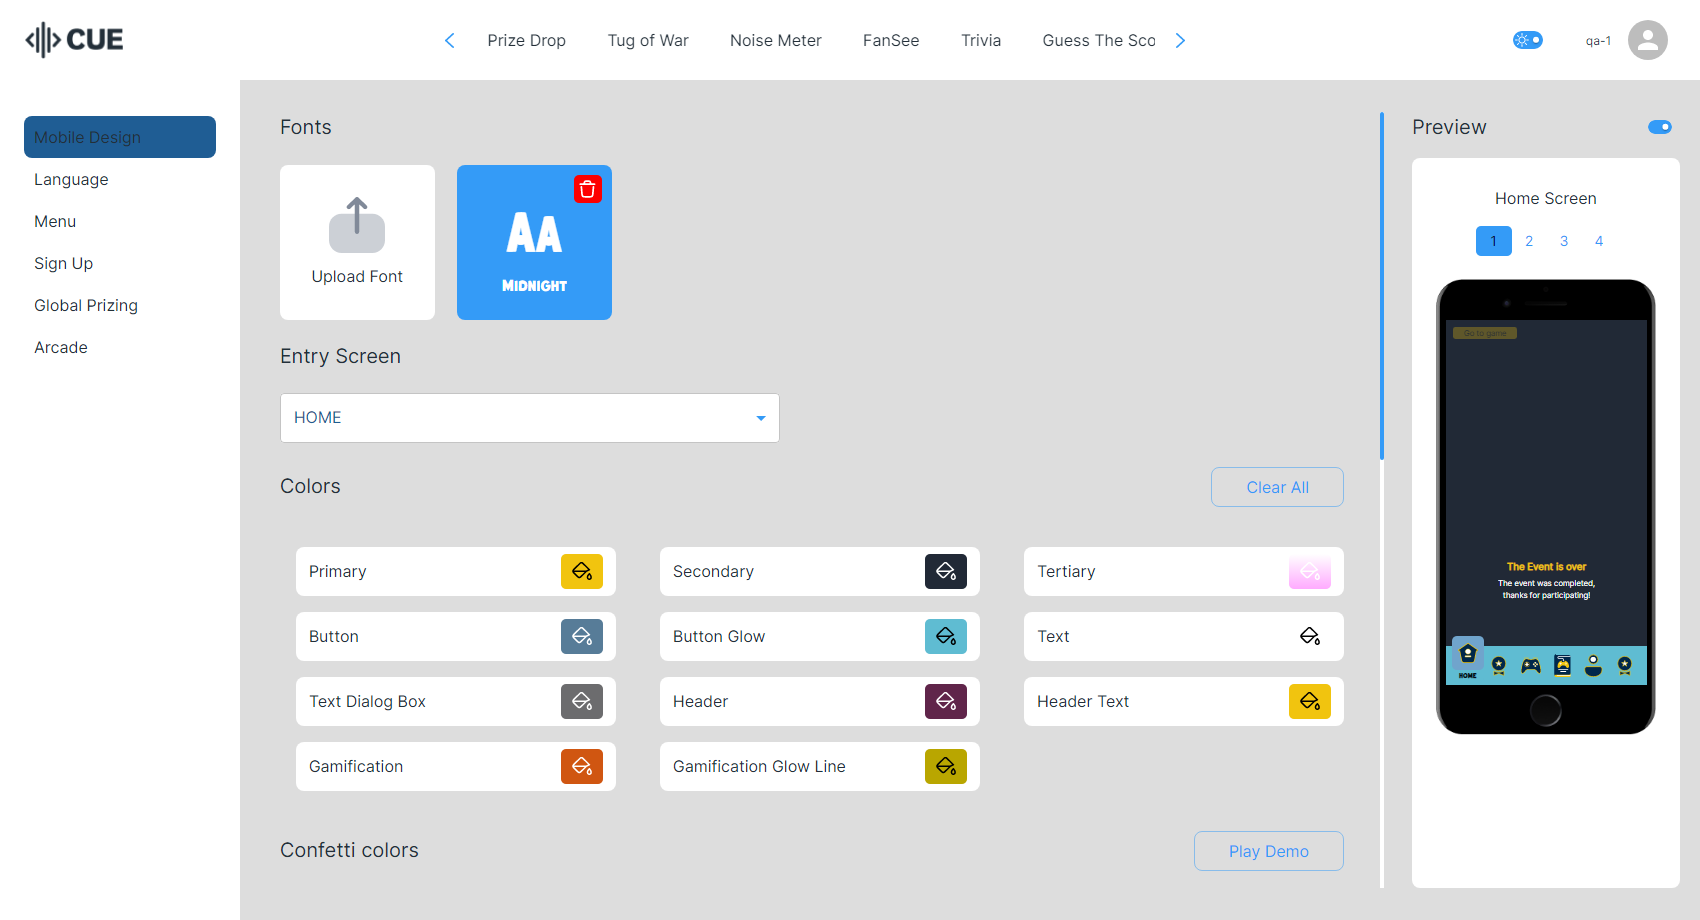 CUE
Prize Drop
Tug of War
Noise Meter
FanSee
Trivia
Guess The Sco
qa-1
Mobile Design
Language
Menu
Sign Up
Global Prizing
Arcade
Fonts
Upload Font
AA
MIDNIGHT
Entry Screen
HOME
Colors
Clear All
Primary
Secondary
Tertiary
Button
Button Glow
Text
Text Dialog Box
Header
Header Text
Gamification
Gamification Glow Line
Confetti colors
Play Demo
Preview
Home Screen
1 2 3 4
Go to game
The Event is over
The event was completed,
thanks for participating!
HOME